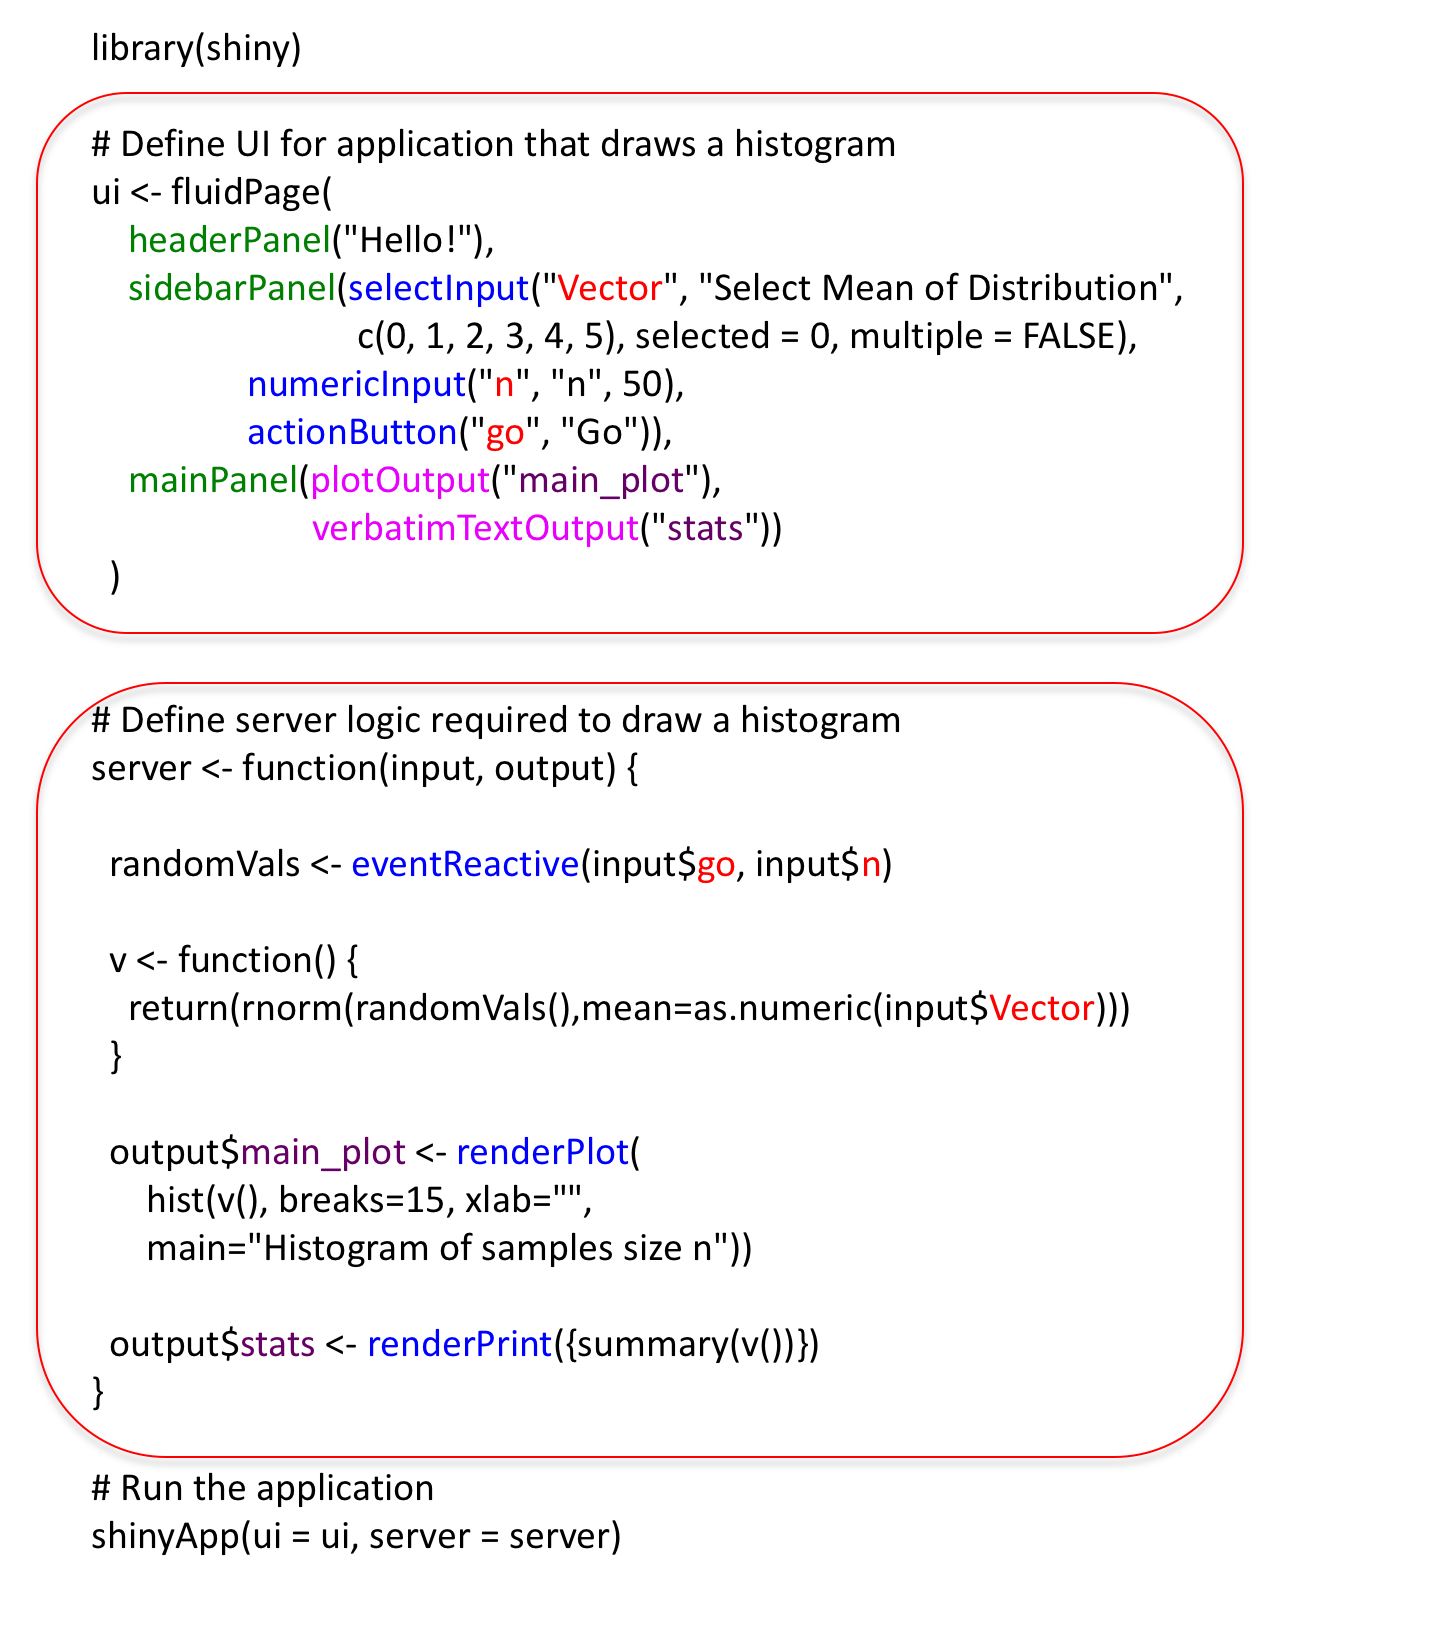 library(shiny)
# Define UI for application that draws a histogram
ui <- fluidPage(
headerPanel("Hello!"),
sidebarPanel(selectInput("Vector", "Select Mean of Distribution",
c(0, 1, 2, 3, 4, 5), selected = 0, multiple = FALSE),
numericInput("n", "n", 50),
actionButton("go", "Go")),
mainPanel(plotOutput("main_plot"),
verbatimTextOutput("stats"))
)
# Define server logic required to draw a histogram
server <- function(input, output) {
randomVals <- eventReactive(input$go, input$n)
v <- function() {
return(rnorm(randomVals(),mean=as.numeric(input$Vector)))
}
output$main_plot <- renderPlot(
hist(v(), breaks=15, xlab="",
main="Histogram of samples size n"))
output$stats <- renderPrint({summary(v())})
}
# Run the application
shinyApp(ui = ui, server = server)